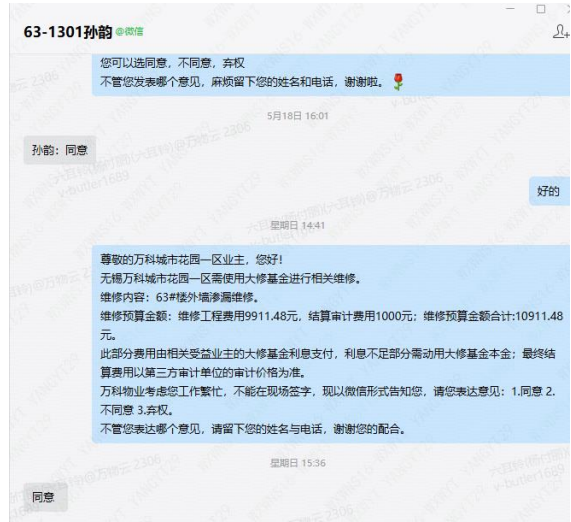 63-1301孙韵 @微信
您可以选同意，不同意，弃权
不管您发表哪个意见，麻烦留下您的姓名和电话，谢谢啦。
5月18日 16:01
孙韵：同意
好的
星期日 14:41
尊敬的万科城市花园一区业主，您好！
无锡万科城市花园一区需使用大修基金进行相关维修。
维修内容：63#楼外墙渗漏维修。
维修预算金额：维修工程费用9911.48元，结算审计费用1000元；维修预算金额合计:10911.48
元。
此部分费用由相关受益业主的大修基金利息支付，利息不足部分需动用大修基金本金；最终结
算费用以第三方审计单位的审计价格为准。
万科物业考虑您工作繁忙，不能在现场签字，现以微信形式告知您，请您表达意见：1.同意 2.
不同意 3.弃权。
不管您表达哪个意见，请留下您的姓名与电话，谢谢您的配合。
星期日 15:36
同意